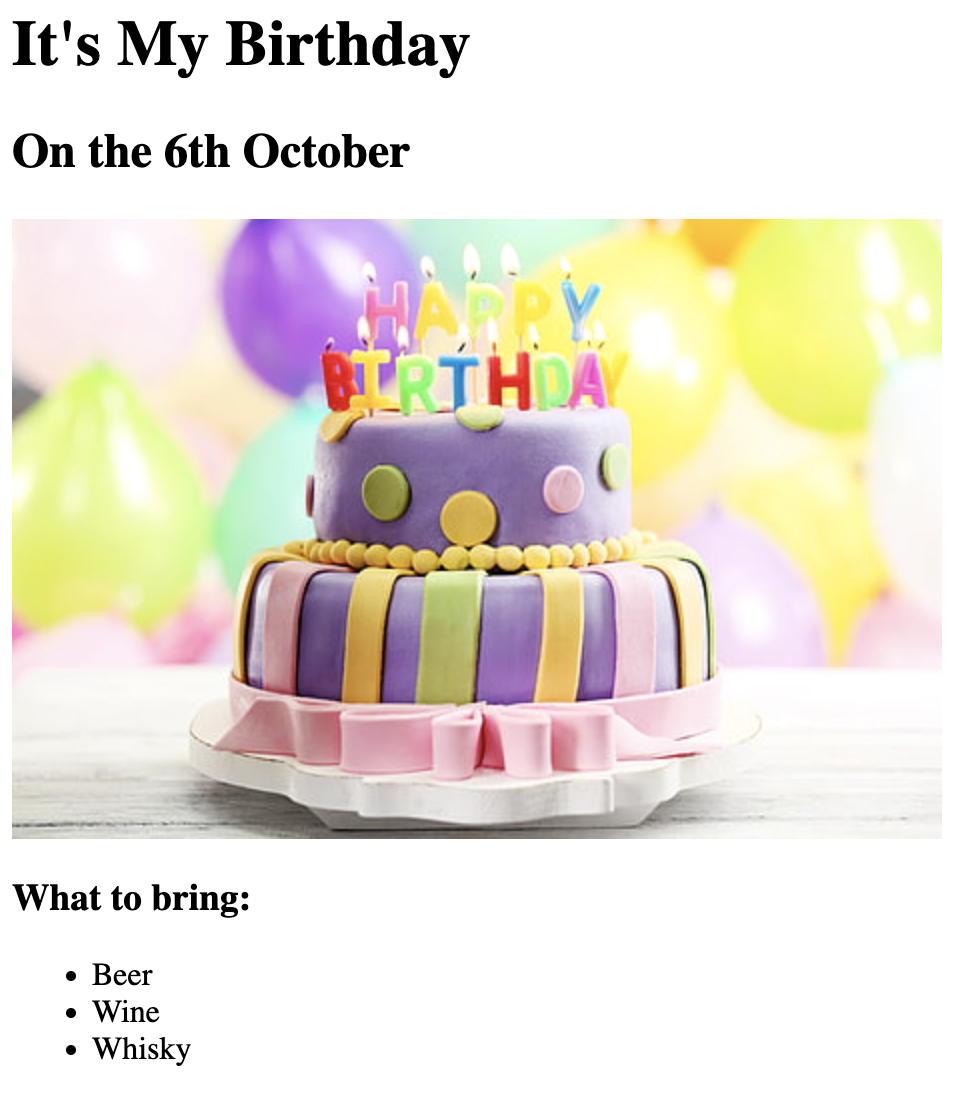 It's My Birthday
On the 6th October
HAPPY
BIRTHDAY
What to bring:
Beer
Wine
Whisky